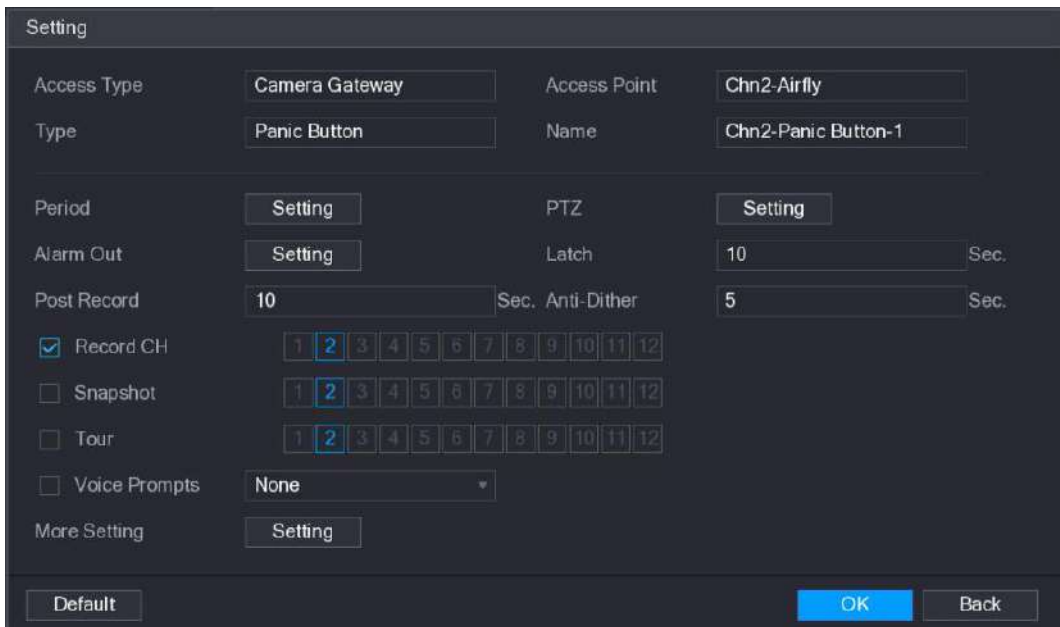 Setting
Access Type Camera Gateway Access Point Chn2-Airfly
Type Panic Button Name Chn2-Panic Button-1
Period Setting PTZ Setting
Alarm Out Setting Latch 10 Sec.
Post Record 10 Sec. Anti-Dither 5 Sec.
Record CH 1 2 3 4 5 6 7 8 9 10 11 12
Snapshot 1 2 3 4 5 6 7 8 9 10 11 12
Tour 1 2 3 4 5 6 7 8 9 10 11 12
Voice Prompts None
More Setting Setting
Default OK Back